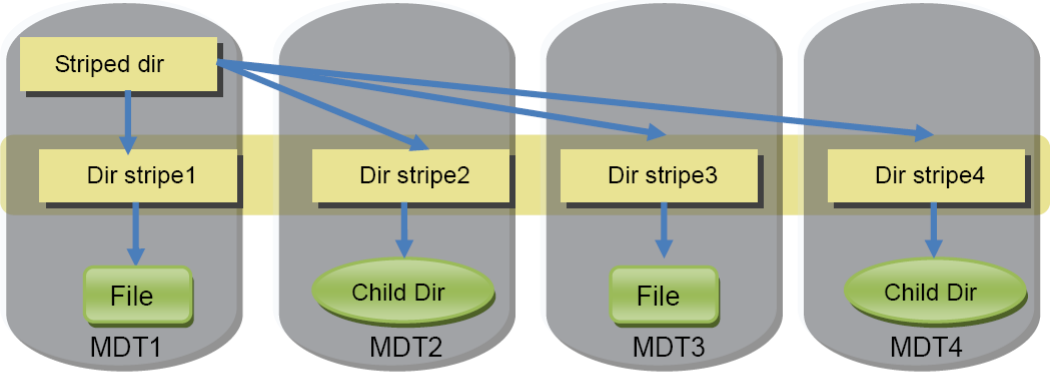 Striped dir
Dir stripe1
Dir stripe2
Dir stripe3
Dir stripe4
File
Child Dir
File
Child Dir
MDT1
MDT2
MDT3
MDT4